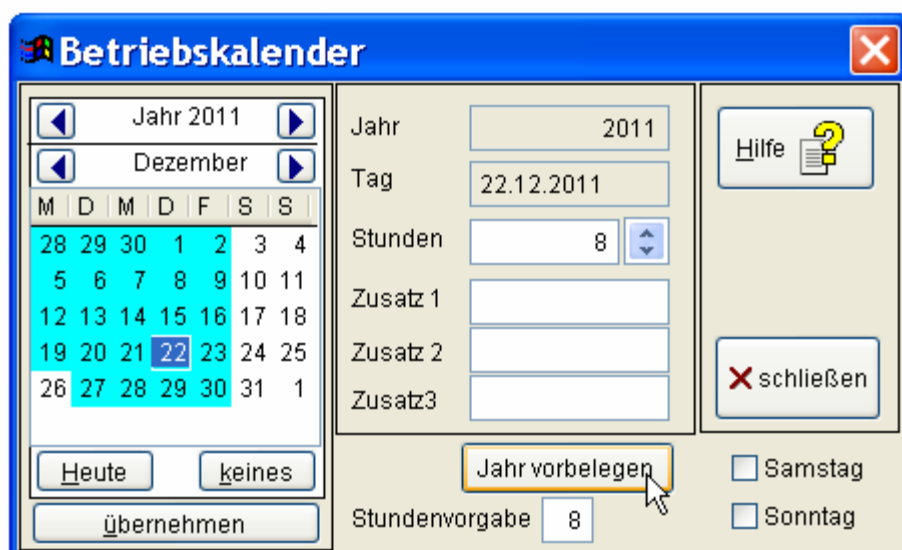 Betriebskalender
Jahr 2011
Dezember
M D M D F S S
28 29 30 1 2 3 4
5 6 7 8 9 10 11
12 13 14 15 16 17 18
19 20 21 22 23 24 25
26 27 28 29 30 31 1
Heute keines
übernehmen
Jahr 2011
Tag 22.12.2011
Stunden 8
Zusatz 1
Zusatz 2
Zusatz3
Jahr vorbelegen
Stundenvorgabe 8
Hilfe
schließen
Samstag
Sonntag